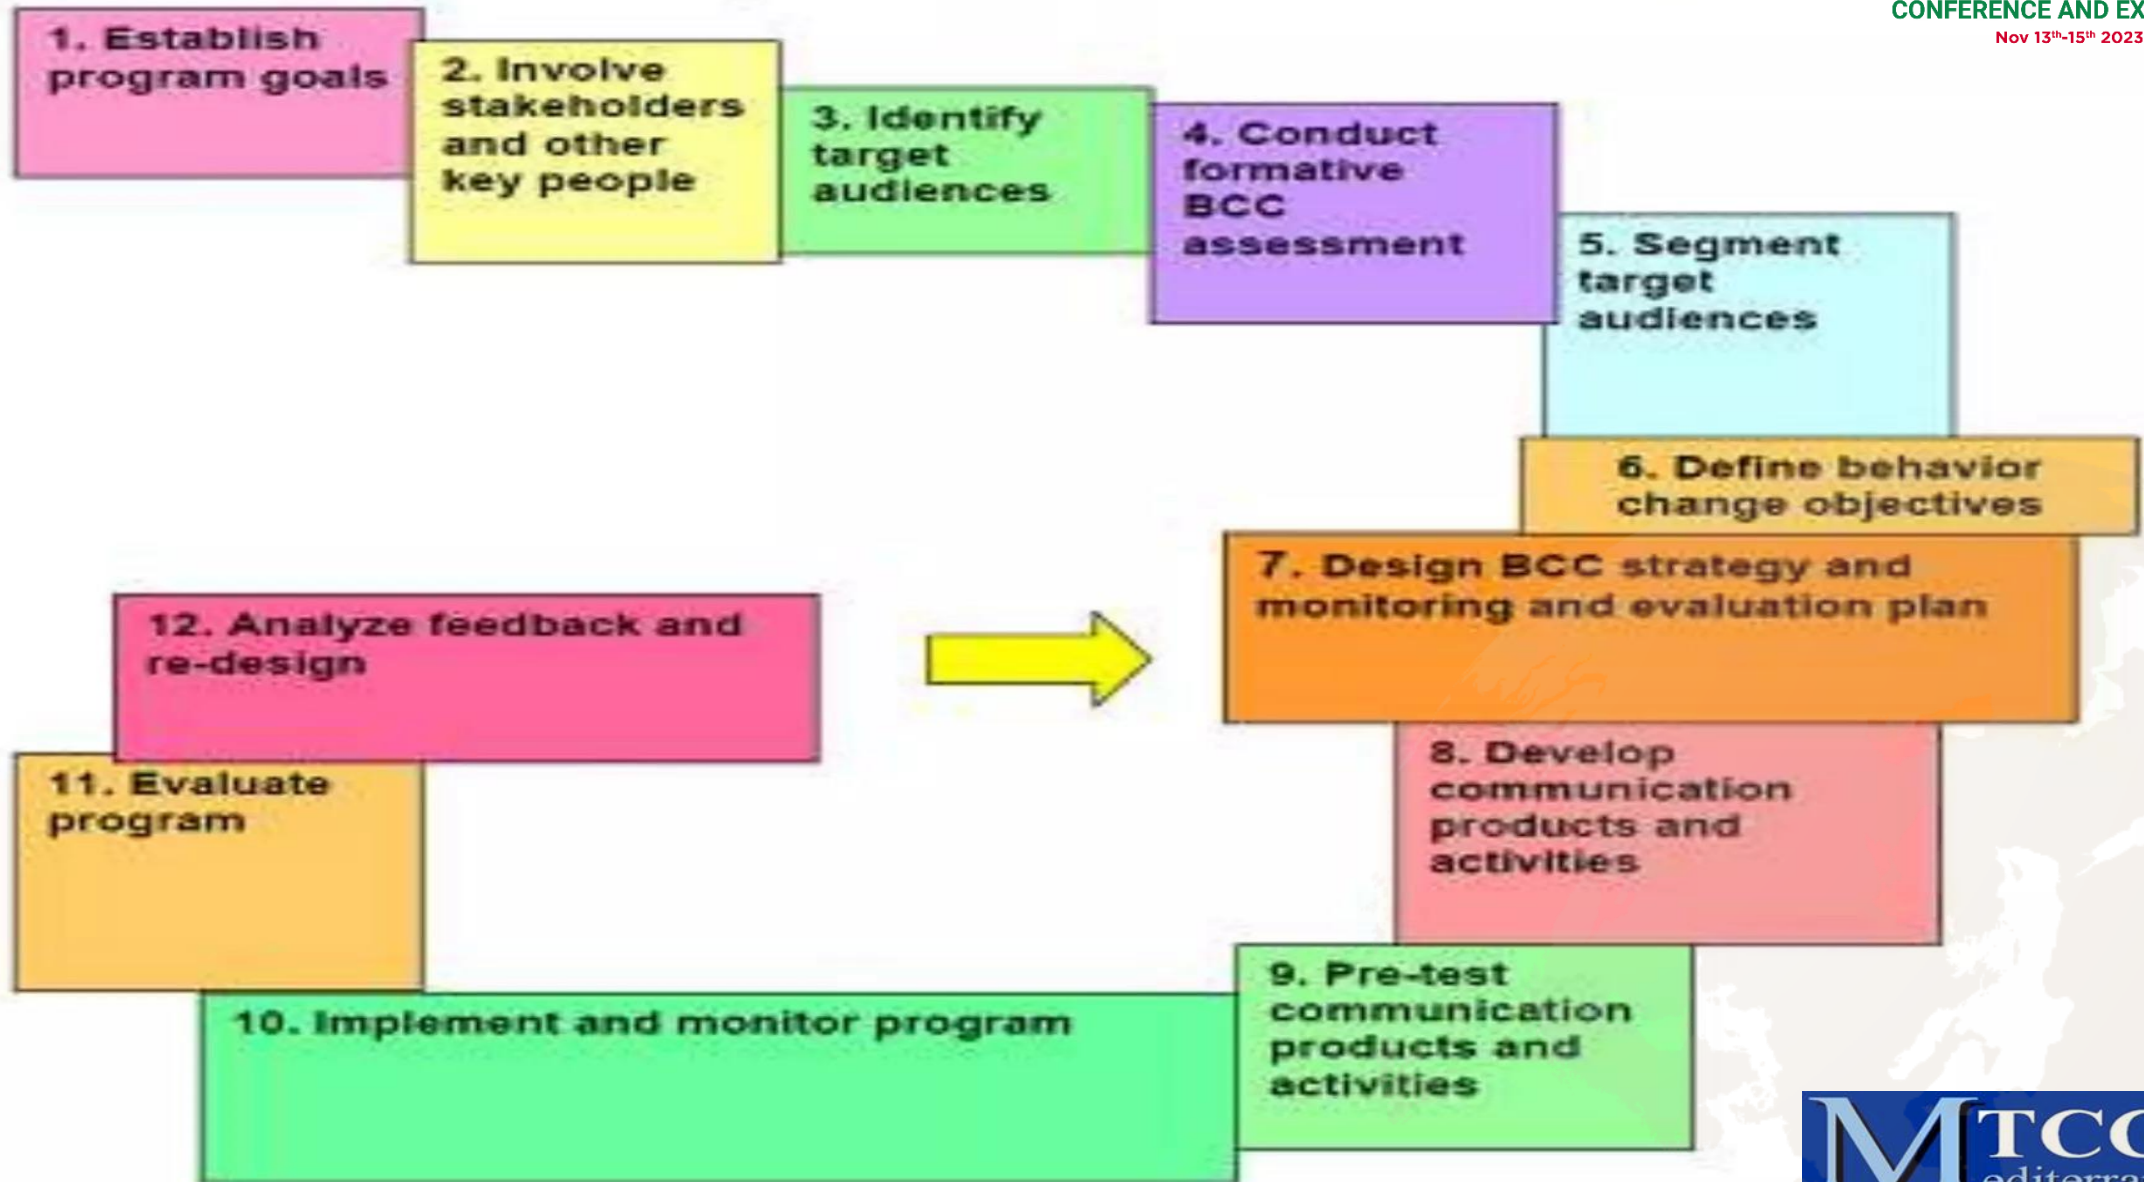 CONFERENCE AND EX
Nov 13th-15th 2023
1. Establish
program goals
2. Involve
stakeholders
and other
key people
3. Identify
target
audiences
4. Conduct
formative
BCC
assessment
5. Segment
target
audiences
6. Define behavior
change objectives
7. Design BCC strategy and
monitoring and evaluation plan
8. Develop
communication
products and
activities
9. Pre-test
communication
products and
activities
10. Implement and monitor program
11. Evaluate
program
12. Analyze feedback and
re-design
MTCC
editerra